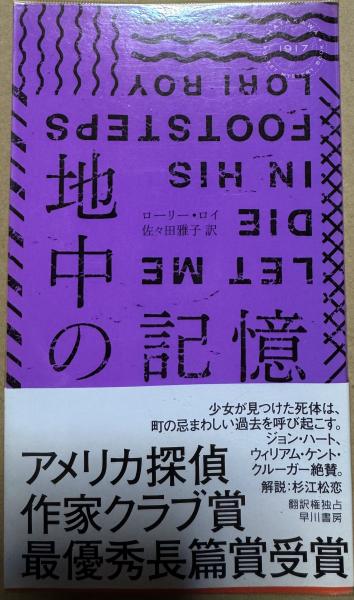 1917
LORI ROY
FOOTSTEPS
IN HIS
DIE
LET ME
地中の記憶
ローリー・ロイ
佐々田雅子 訳
少女が見つけた死体は、
町の忌まわしい過去を呼び起こす。
ジョン・ハート、
ウィリアム・ケント・
クルーガー絶賛。
解説：杉江松恋
アメリカ探偵
作家クラブ賞
最優秀長篇賞受賞
翻訳権独占
早川書房